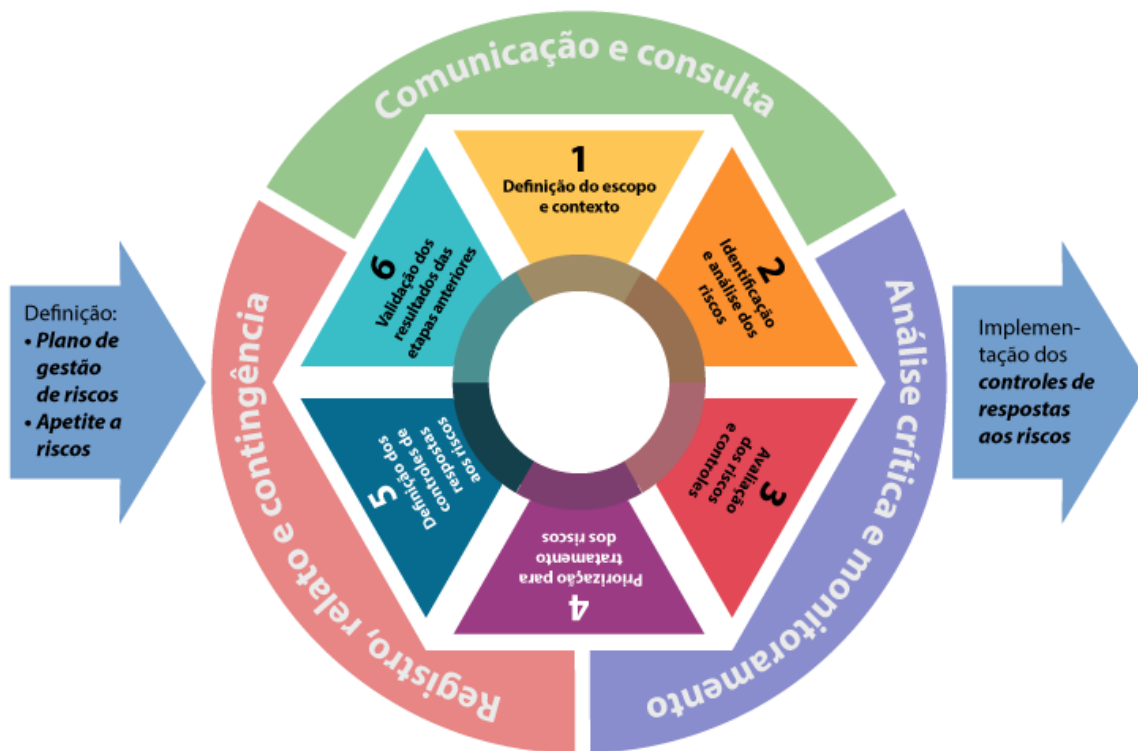 Comunicação e consulta
Análise crítica e monitoramento
Registro, relato e contingência
Definição:
• Plano de
gestão
de riscos
• Apetite a
riscos
1
Definição do escopo
e contexto
2
Identificação
e análise dos
riscos
3
Avaliação
dos riscos
e controles
4
Priorização para
tratamento
dos riscos
5
Definição dos
controles de
respostas
aos riscos
6
Validação dos
resultados das
etapas anteriores
Implemen-
tação dos
controles de
respostas
aos riscos